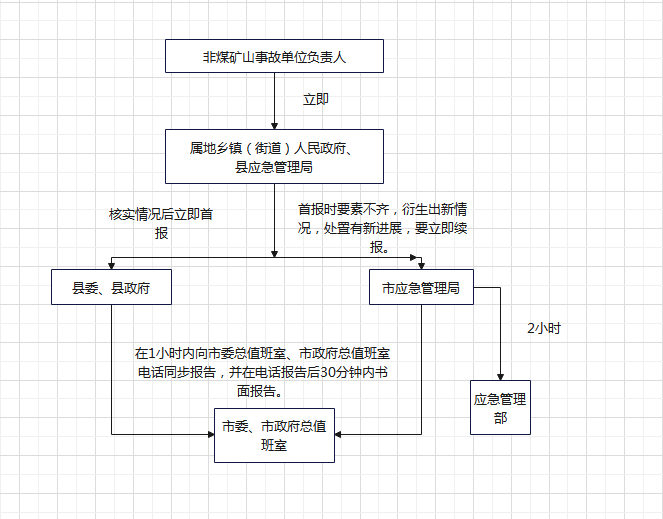 非煤矿山事故单位负责人
立即
属地乡镇（街道）人民政府、
县应急管理局
核实情况后立即首
报
首报时要素不齐，衍生出新情
况，处置有新进展，要立即续
报。
县委、县政府
市应急管理局
2小时
在1小时内向市委总值班室、市政府总值班室
电话同步报告，并在电话报告后30分钟内书
面报告。
应急管理
部
市委、市政府总值
班室